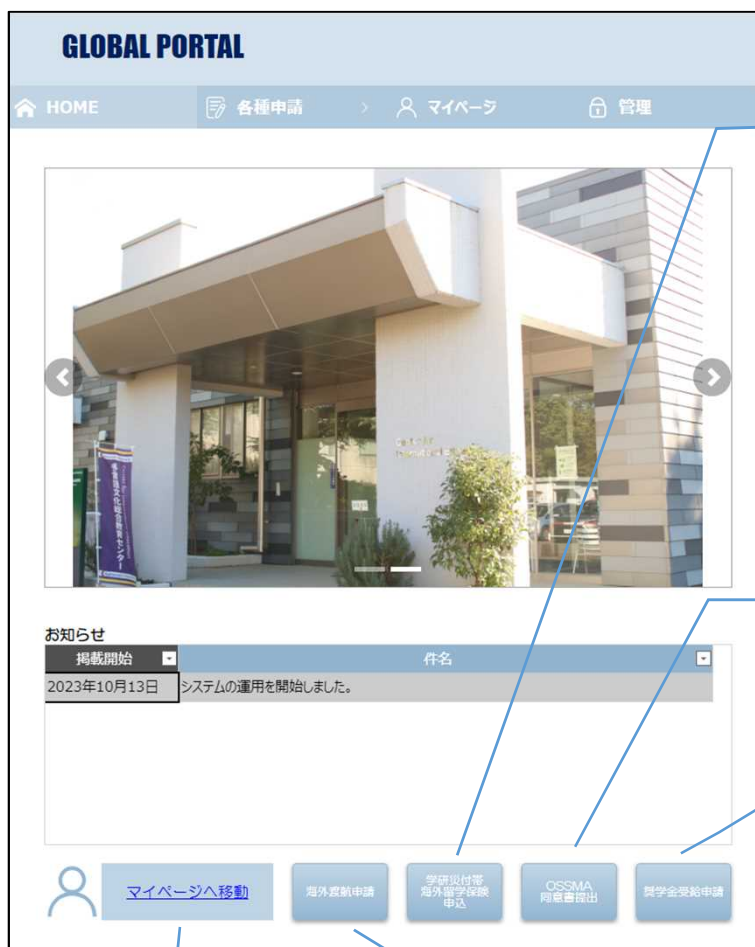 GLOBAL PORTAL
HOME
各種申請
マイページ
管理
お知らせ
掲載開始
件名
2023年10月13日
システムの運用を開始しました。
マイページへ移動
海外渡航申請
学研災付帯
海外留学保険
申込
OSSMA
同意書提出
奨学金受給申請